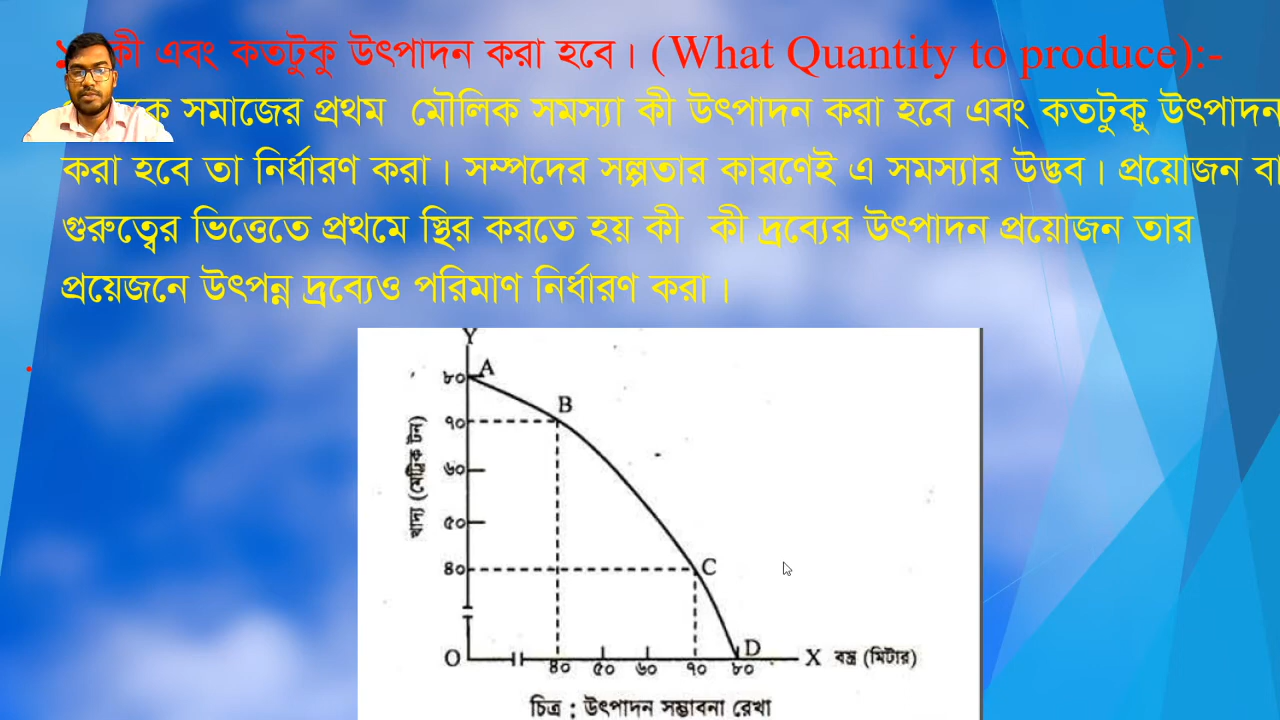 কী এবং কতটুকু উৎপাদন করা হবে। (What Quantity to produce):-
সমাজের প্রথম মৌলিক সমস্যা কী উৎপাদন করা হবে এবং কতটুকু উৎপাদন
করা হবে তা নির্ধারণ করা। সম্পদের সল্পতার কারণেই এ সমস্যার উদ্ভব। প্রয়োজন বা
গুরুত্বের ভিত্তেতে প্রথমে স্থির করতে হয় কী কী দ্রব্যের উৎপাদন প্রয়োজন তার
প্রয়েজনে উৎপন্ন দ্রব্যেও পরিমাণ নির্ধারণ করা।
Y
A
৮০
B
৭০
৬০
৫০
৪০
C
খাদ্য (মেট্রিক টন)
D
O
৪০ ৫০ ৬০ ৭০ ৮০
X বস্ত্র (মিটার)
চিত্র : উৎপাদন সম্ভাবনা রেখা